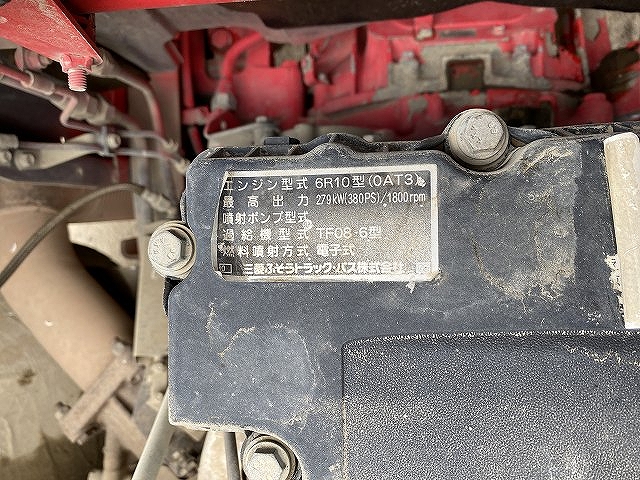 エンジン型式 6R10型(0AT3)
最高出力 279kW(380PS)/1800rpm
噴射ポンプ型式
過給機型式 TF08-6型
燃料噴射方式 電子式
三菱ふそうトラック・バス株式会社